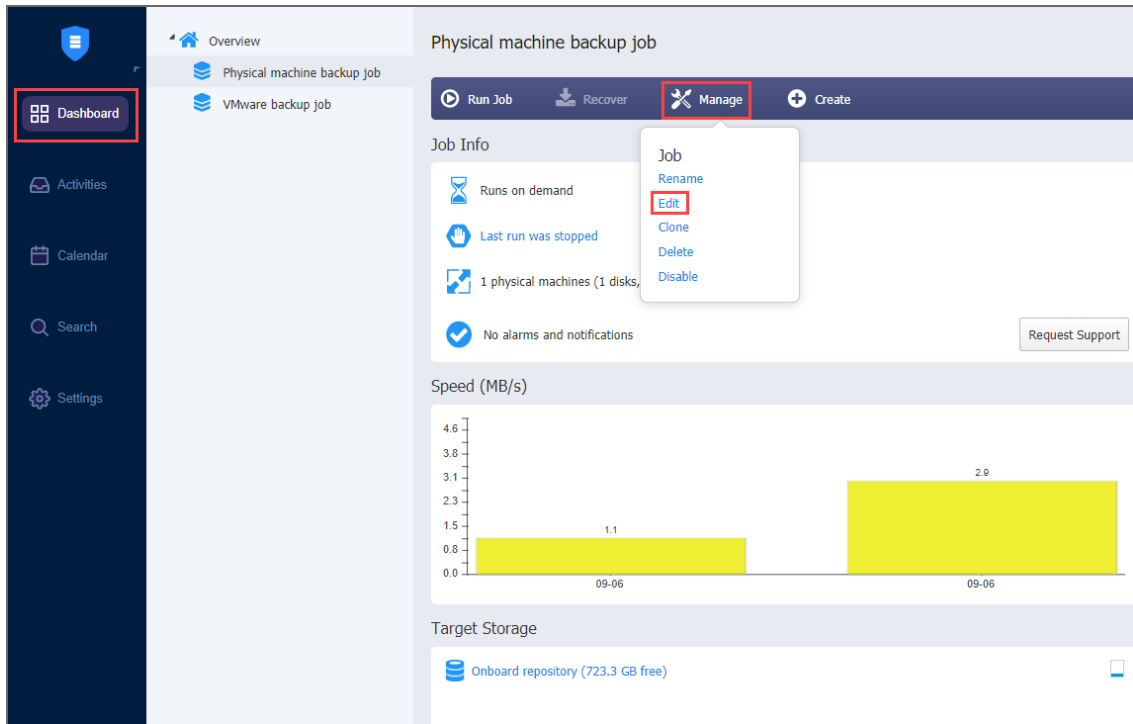 Dashboard
Activities
Calendar
Search
Settings
Overview
Physical machine backup job
VMware backup job
Physical machine backup job
Run Job Recover Manage Create
Job Info
Runs on demand
Last run was stopped
1 physical machines (1 disks,
No alarms and notifications
Request Support
Job
Rename
Edit
Clone
Delete
Disable
Speed (MB/s)
4.6
3.8
3.1
2.3
1.5
0.8
0.0
1.1
2.9
09-06 09-06
Target Storage
Onboard repository (723.3 GB free)